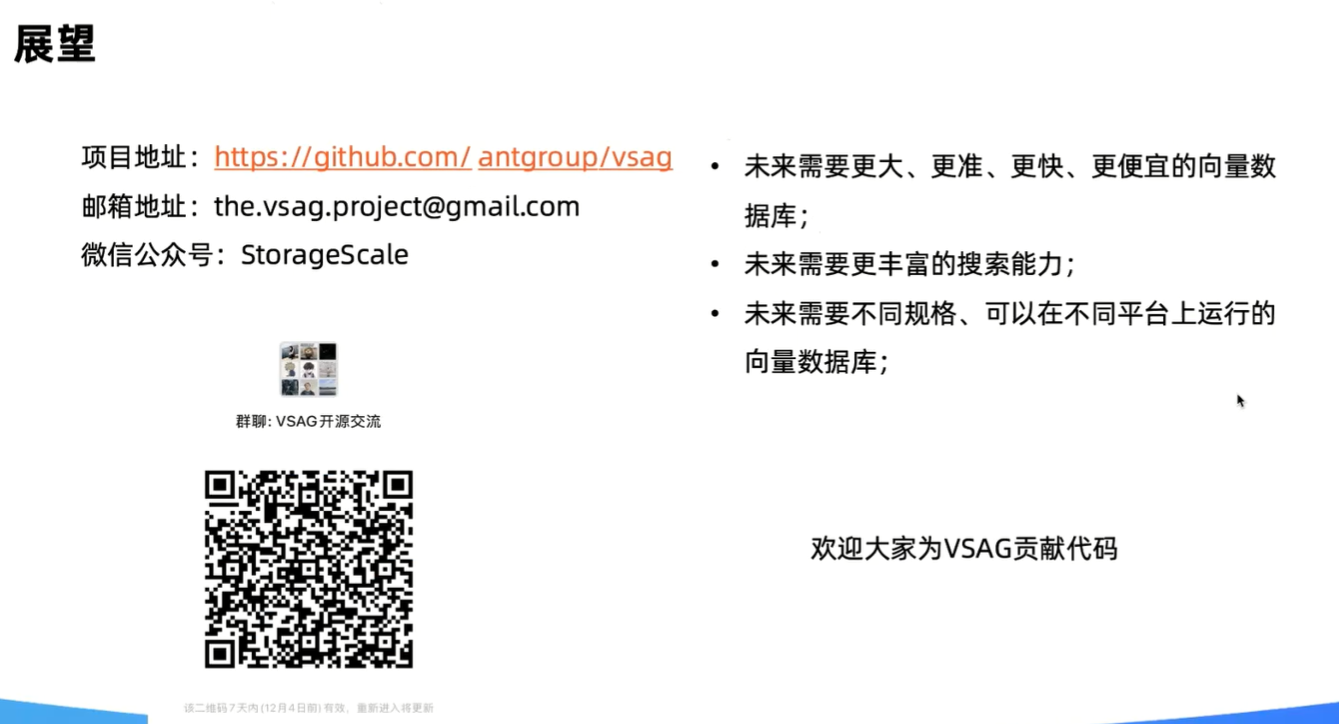 展望
项目地址：https://github.com/ antgroup/vsag
邮箱地址：the.vsag.project@gmail.com
微信公众号：StorageScale
群聊: VSAG开源交流
该二维码7天内(12月4日前)有效，重新进入将更新
• 未来需要更大、更准、更快、更便宜的向量数
据库；
• 未来需要更丰富的搜索能力；
• 未来需要不同规格、可以在不同平台上运行的
向量数据库；
欢迎大家为VSAG贡献代码